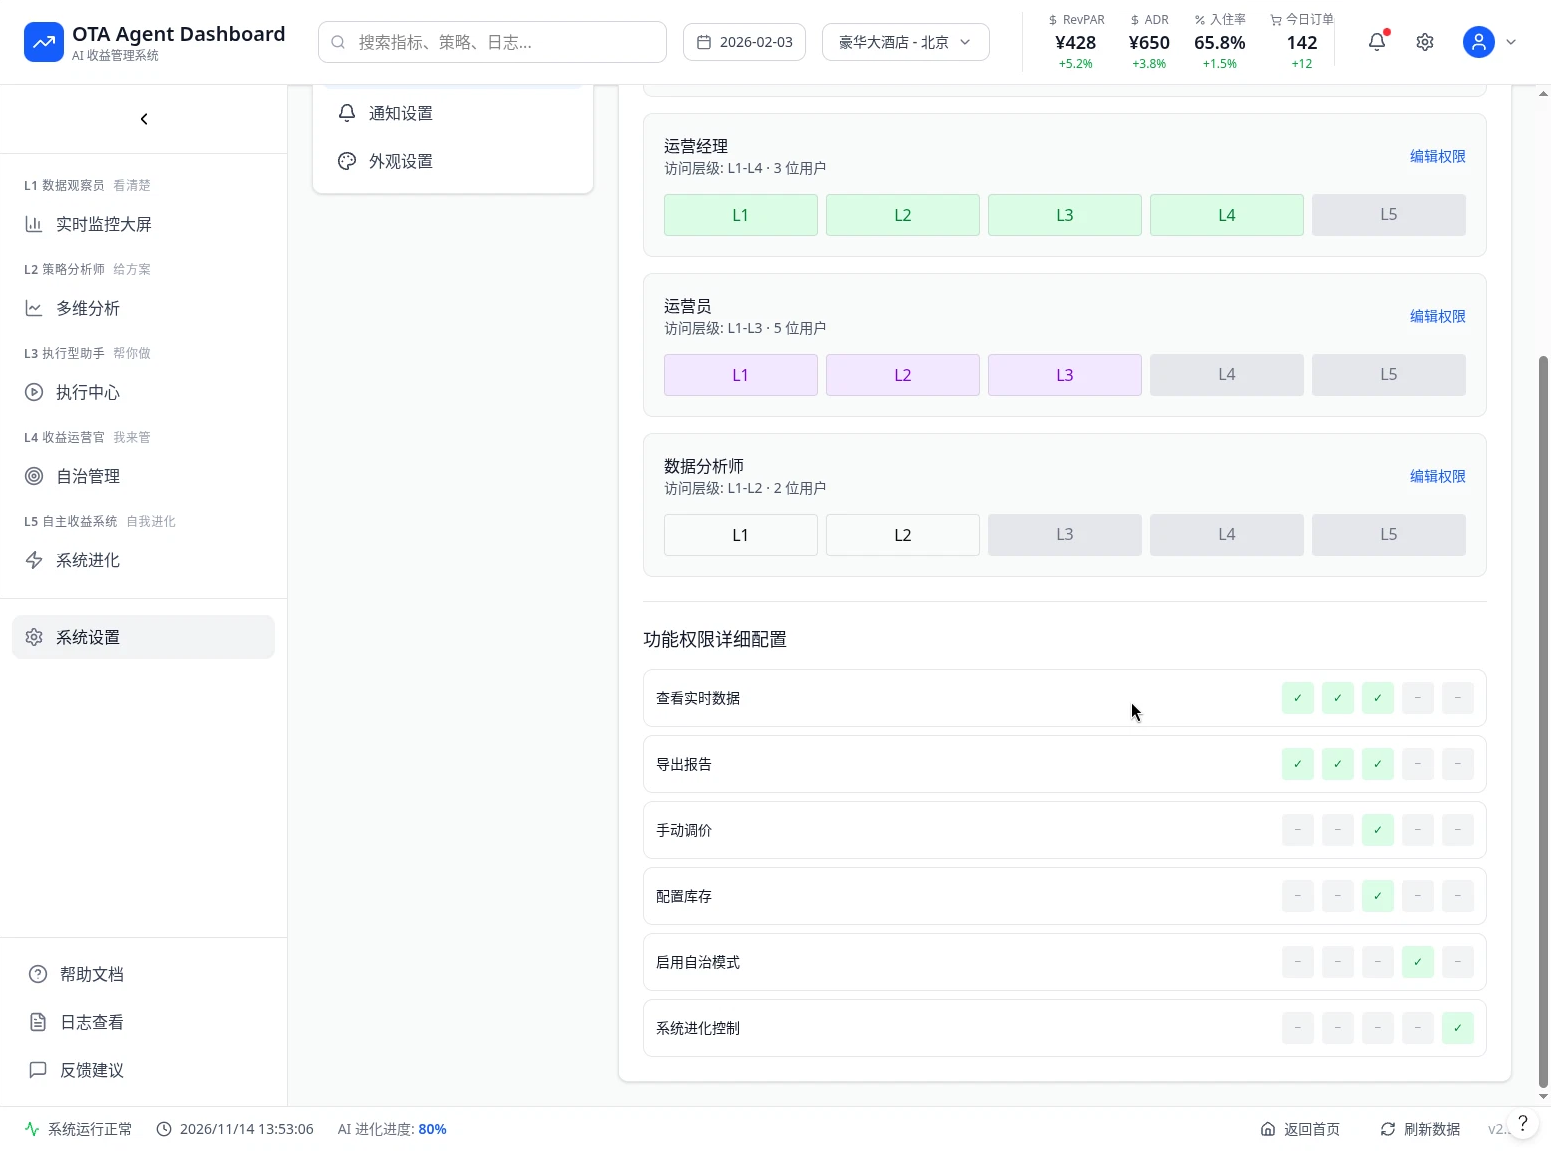 OTA Agent Dashboard
AI 收益管理系统
搜索指标、策略、日志...
2026-02-03
豪华大酒店 - 北京
RevPAR
¥428
+5.2%
ADR
¥650
+3.8%
入住率
65.8%
+1.5%
今日订单
142
+12
L1 数据观察员 看清楚
实时监控大屏
L2 策略分析师 给方案
多维分析
L3 执行型助手 帮你做
执行中心
L4 收益运营官 我来管
自治管理
L5 自主收益系统 自我进化
系统进化
系统设置
帮助文档
日志查看
反馈建议
通知设置
外观设置
运营经理
访问层级: L1-L4 · 3 位用户
编辑权限
L1 L2 L3 L4 L5
运营员
访问层级: L1-L3 · 5 位用户
编辑权限
L1 L2 L3 L4 L5
数据分析师
访问层级: L1-L2 · 2 位用户
编辑权限
L1 L2 L3 L4 L5
功能权限详细配置
查看实时数据 ✓ ✓ ✓ − −
导出报告 ✓ ✓ ✓ − −
手动调价 − − ✓ − −
配置库存 − − ✓ − −
启用自治模式 − − − ✓ −
系统进化控制 − − − − ✓
系统运行正常
2026/11/14 13:53:06
AI 进化进度: 80%
返回首页
刷新数据
?